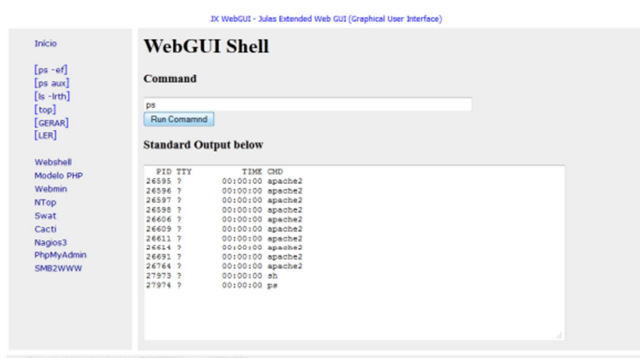 JX WebGUI - Julas Extended Web GUI (Graphical User Interface)
Início
[ps -ef]
[ps aux]
[ls -lrth]
[top]
[GERAR]
[LER]
Webshell
Modelo PHP
Webmin
NTop
Swat
Cacti
Nagios3
PhpMyAdmin
SMB2WWW
WebGUI Shell
Command
ps
Run Comamnd
Standard Output below
PID TTY TIME CMD
26595 ? 00:00:00 apache2
26596 ? 00:00:00 apache2
26597 ? 00:00:00 apache2
26598 ? 00:00:00 apache2
26606 ? 00:00:00 apache2
26609 ? 00:00:00 apache2
26611 ? 00:00:00 apache2
26614 ? 00:00:00 apache2
26691 ? 00:00:00 apache2
26764 ? 00:00:00 apache2
27973 ? 00:00:00 sh
27974 ? 00:00:00 ps